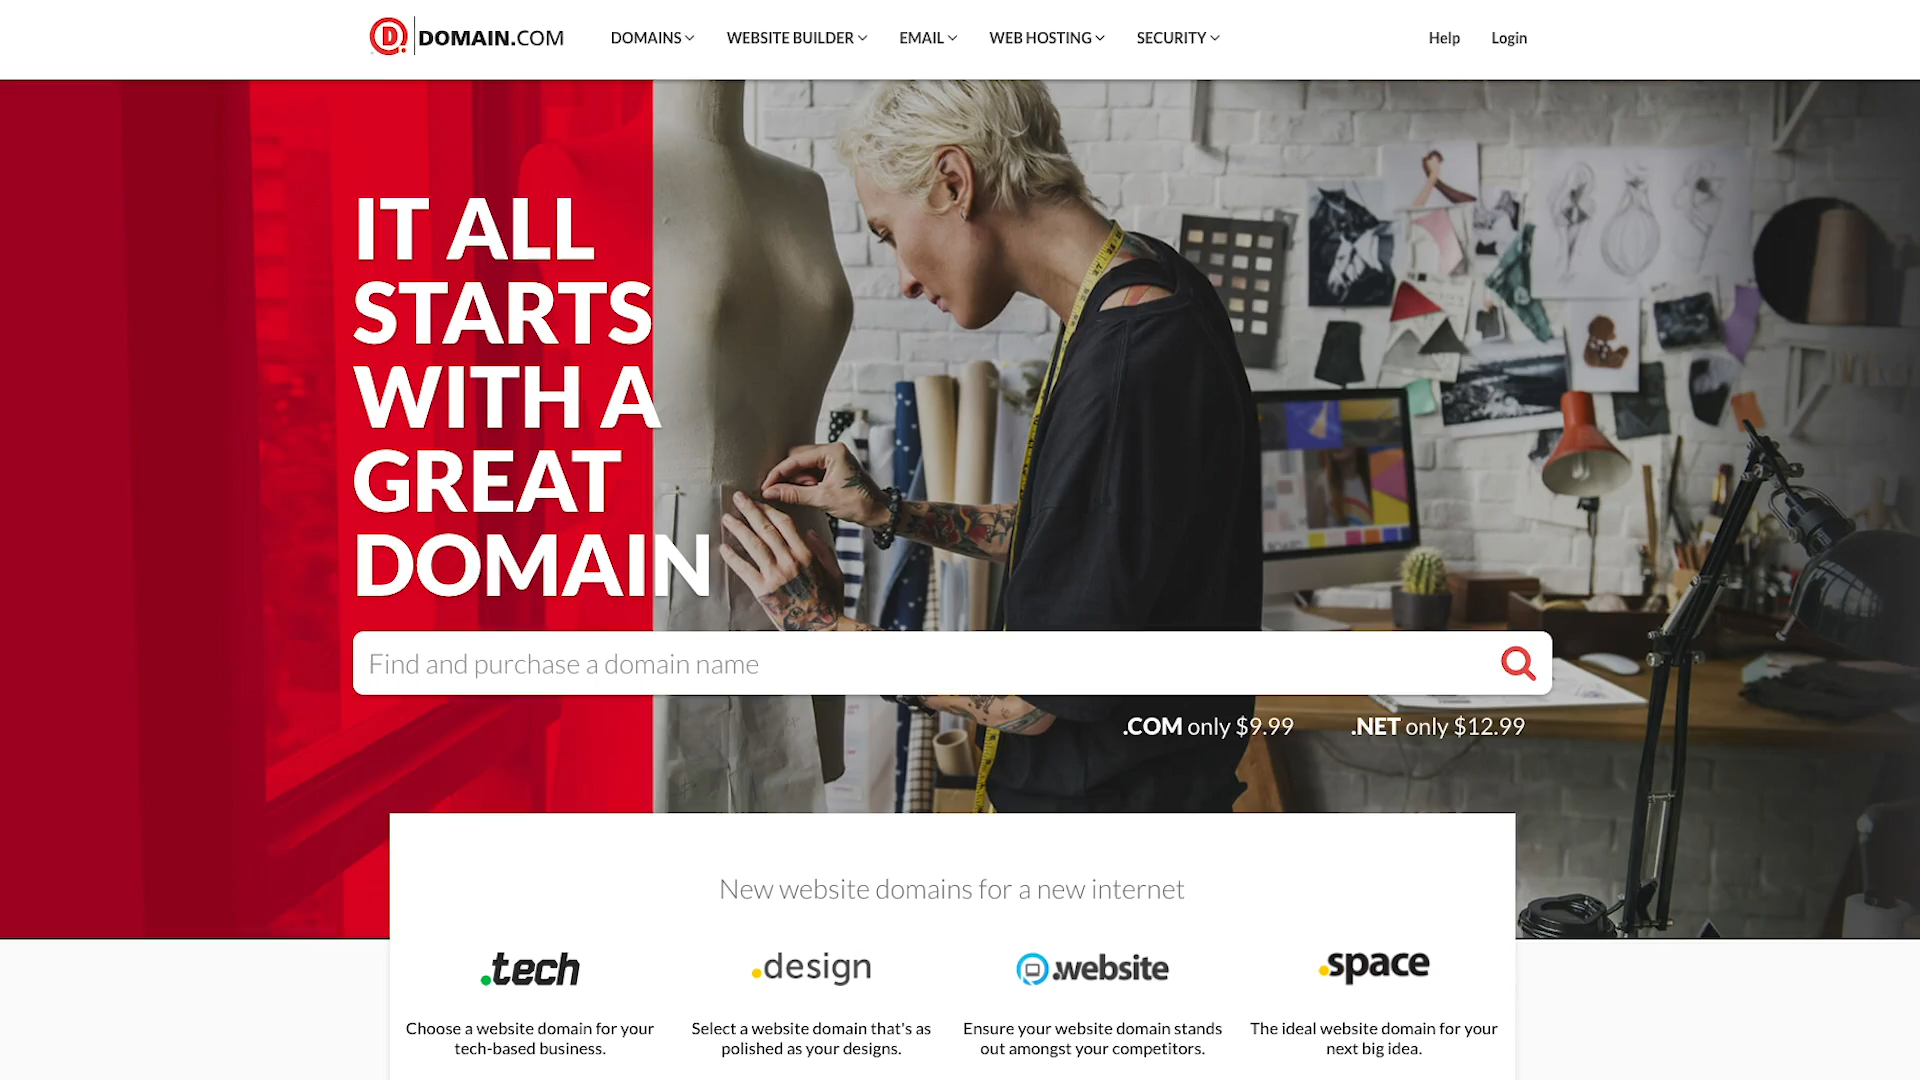 DOMAIN.COM
DOMAINS
WEBSITE BUILDER
EMAIL
WEB HOSTING
SECURITY
Help
Login
IT ALL
STARTS
WITH A
GREAT
DOMAIN
Find and purchase a domain name
.COM only $9.99
.NET only $12.99
New website domains for a new internet
.tech
.design
.website
.space
Choose a website domain for your
tech-based business.
Select a website domain that's as
polished as your designs.
Ensure your website domain stands
out amongst your competitors.
The ideal website domain for your
next big idea.